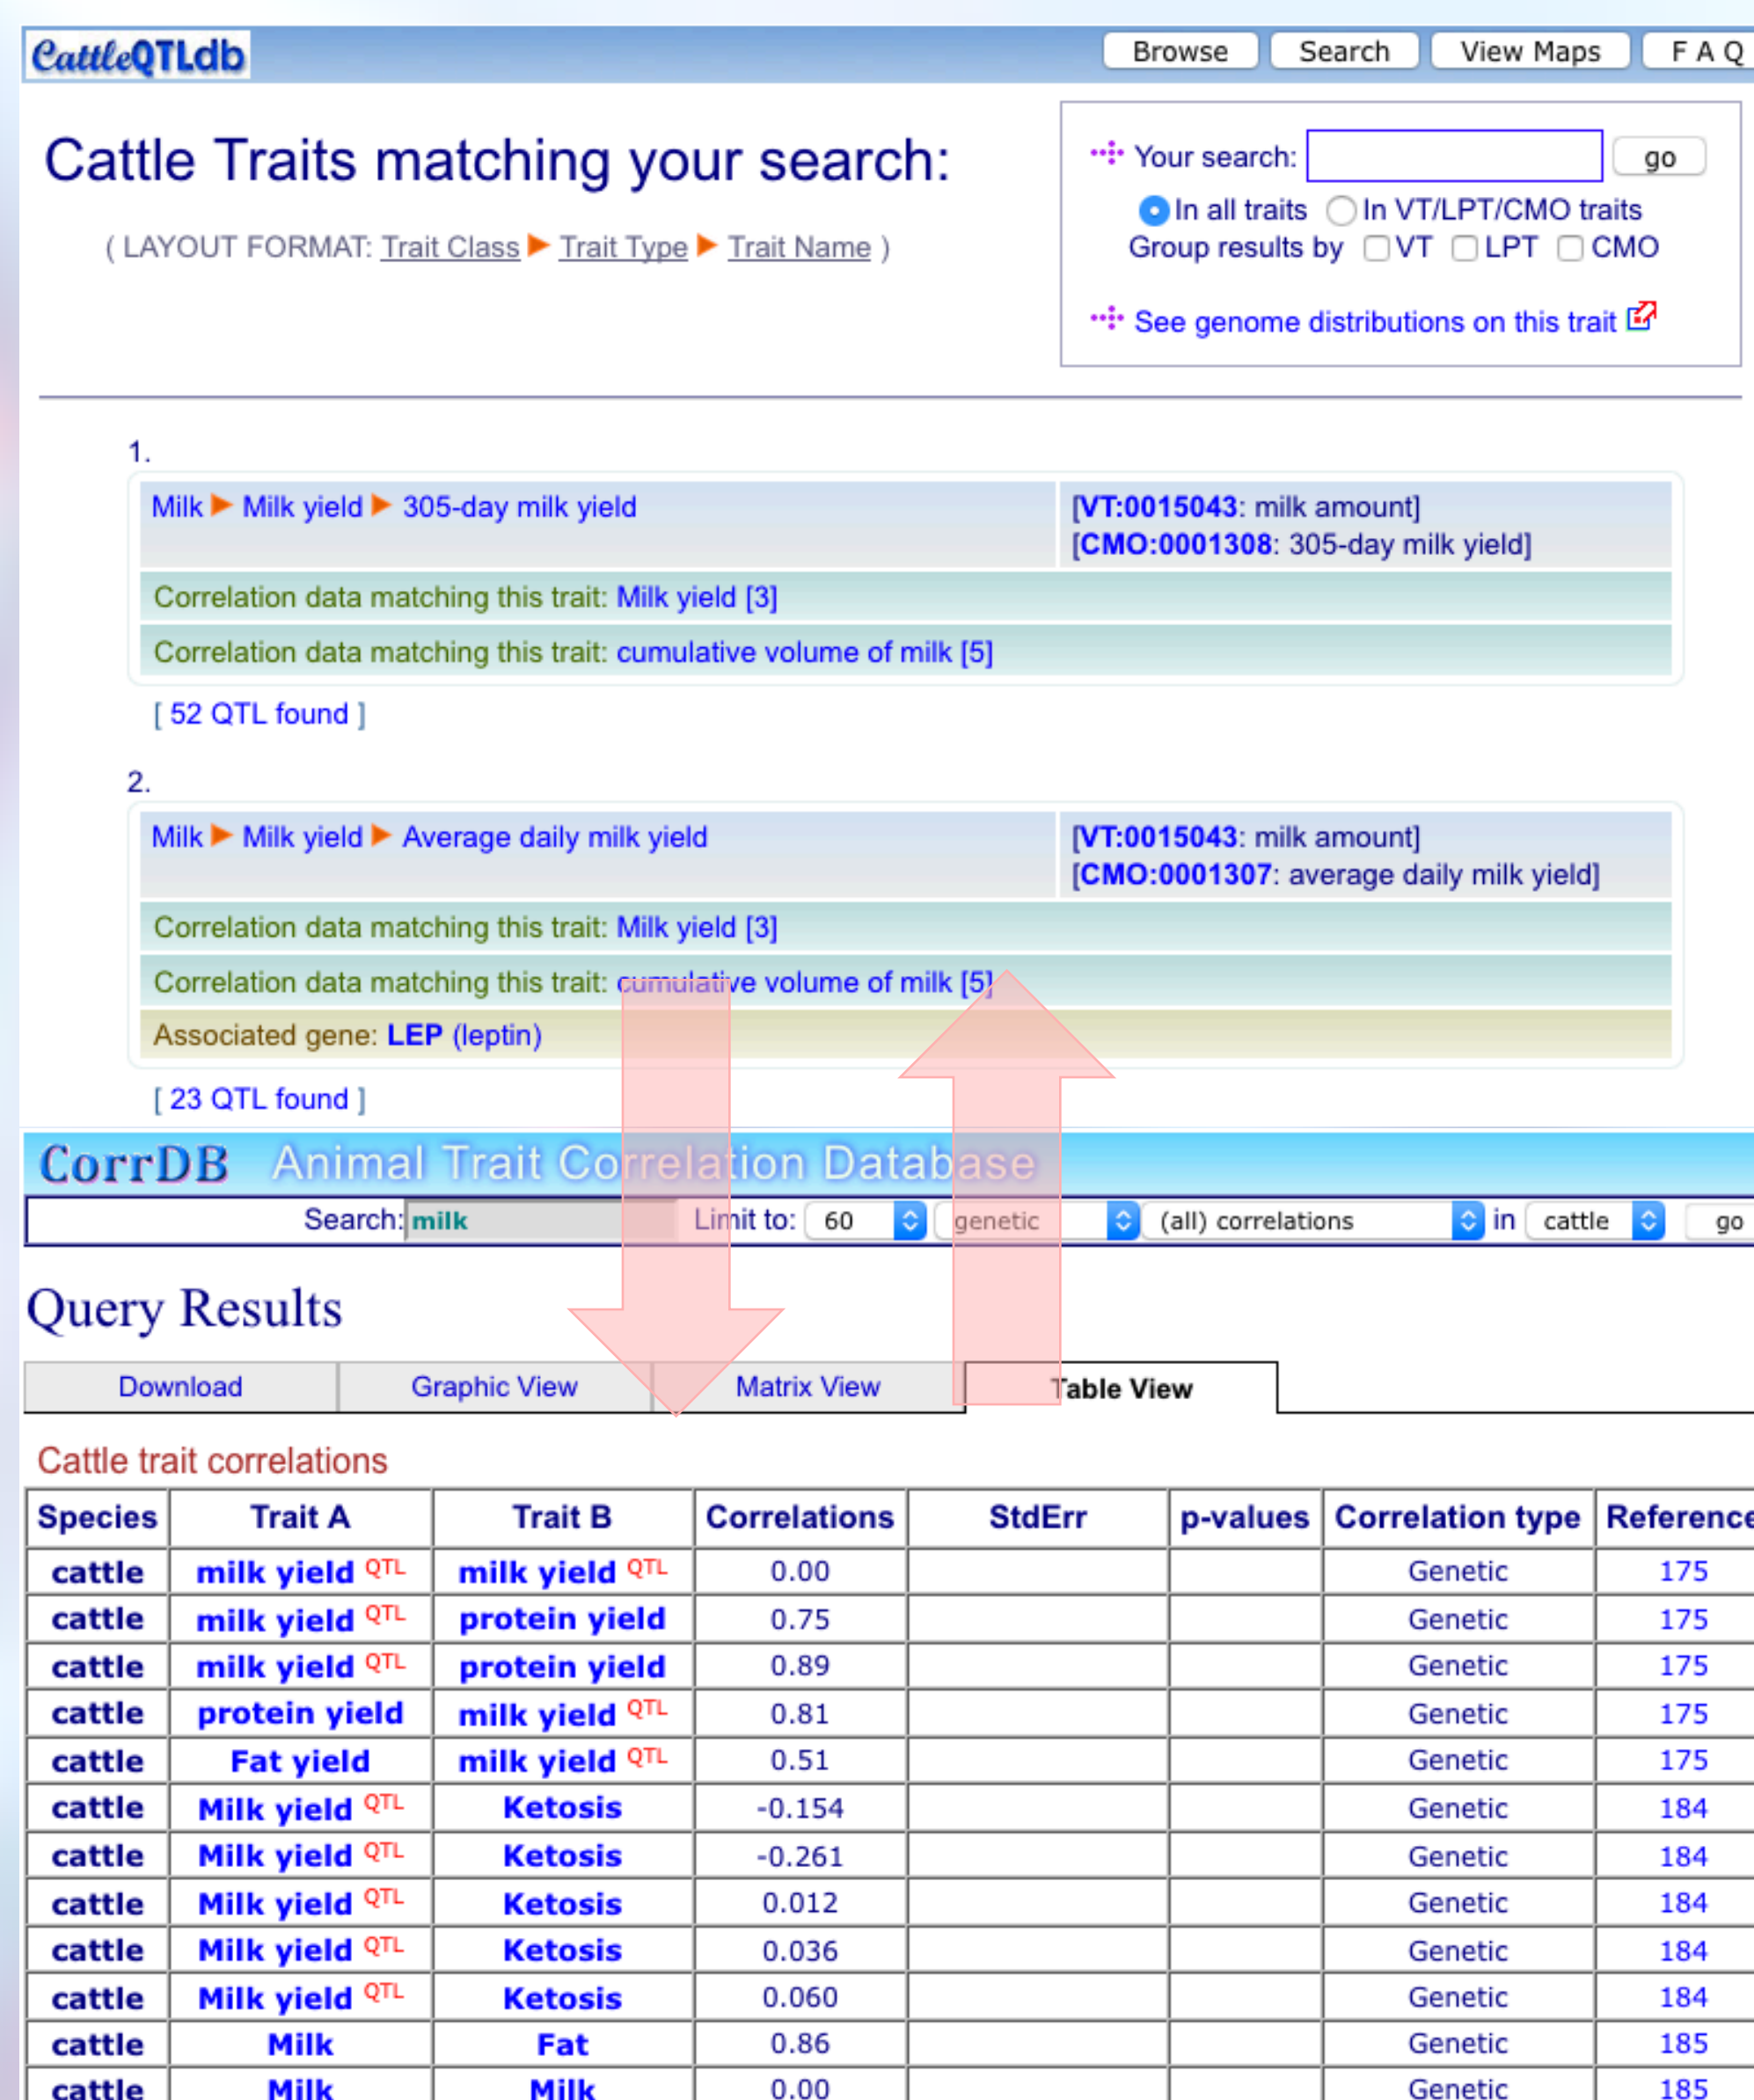 CattleQTLdb Browse Search View Maps F A Q
Cattle Traits matching your search:
( LAYOUT FORMAT: Trait Class Trait Type Trait Name )
Your search: go
In all traits In VT/LPT/CMO traits
Group results by VT LPT CMO
See genome distributions on this trait
1.
Milk Milk yield 305-day milk yield [VT:0015043: milk amount]
[CMO:0001308: 305-day milk yield]
Correlation data matching this trait: Milk yield [3]
Correlation data matching this trait: cumulative volume of milk [5]
[ 52 QTL found ]
2.
Milk Milk yield Average daily milk yield [VT:0015043: milk amount]
[CMO:0001307: average daily milk yield]
Correlation data matching this trait: Milk yield [3]
Correlation data matching this trait: cumulative volume of milk [5]
Associated gene: LEP (leptin)
[ 23 QTL found ]
CorrDB Animal Trait Correlation Database
Search: milk Limit to: 60 genetic (all) correlations in cattle go
Query Results
Download Graphic View Matrix View Table View
Cattle trait correlations
Species Trait A Trait B Correlations StdErr p-values Correlation type Reference
cattle milk yield QTL milk yield QTL 0.00 Genetic 175
cattle milk yield QTL protein yield 0.75 Genetic 175
cattle milk yield QTL protein yield 0.89 Genetic 175
cattle protein yield milk yield QTL 0.81 Genetic 175
cattle Fat yield milk yield QTL 0.51 Genetic 175
cattle Milk yield QTL Ketosis -0.154 Genetic 184
cattle Milk yield QTL Ketosis -0.261 Genetic 184
cattle Milk yield QTL Ketosis 0.012 Genetic 184
cattle Milk yield QTL Ketosis 0.036 Genetic 184
cattle Milk yield QTL Ketosis 0.060 Genetic 184
cattle Milk Fat 0.86 Genetic 185
cattle Milk Milk 0.00 Genetic 185